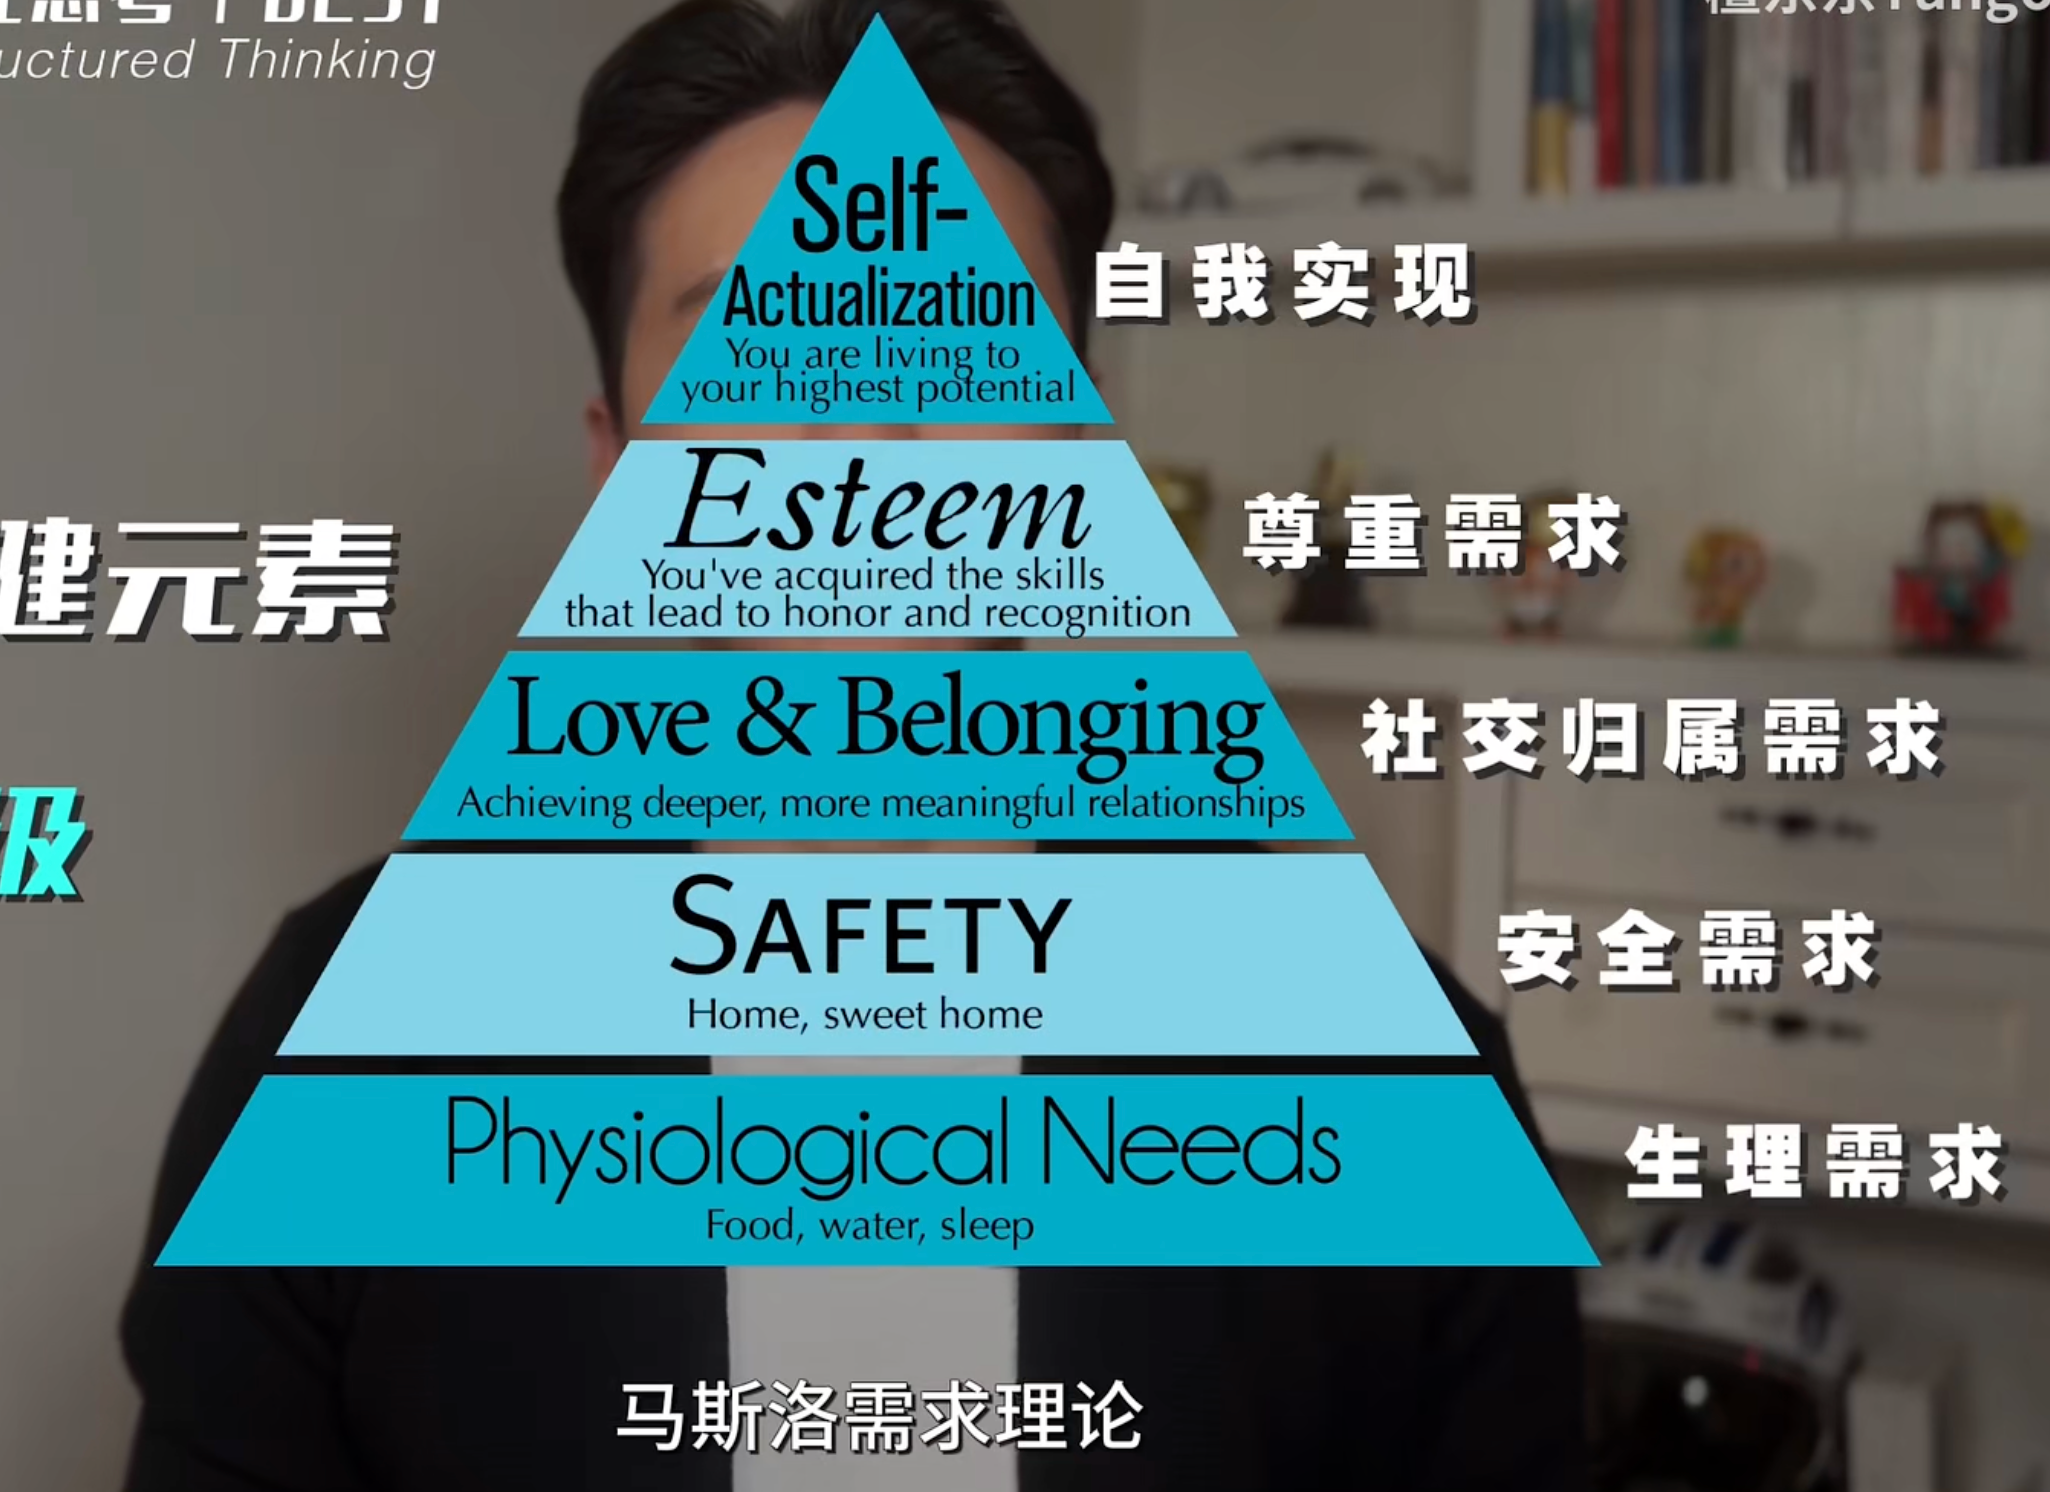 Structured Thinking
Self-
Actualization
You are living to
your highest potential
自我实现
Esteem
You've acquired the skills
that lead to honor and recognition
尊重需求
元素
Love & Belonging
Achieving deeper, more meaningful relationships
社交归属需求
级
SAFETY
Home, sweet home
安全需求
Physiological Needs
Food, water, sleep
生理需求
马斯洛需求理论